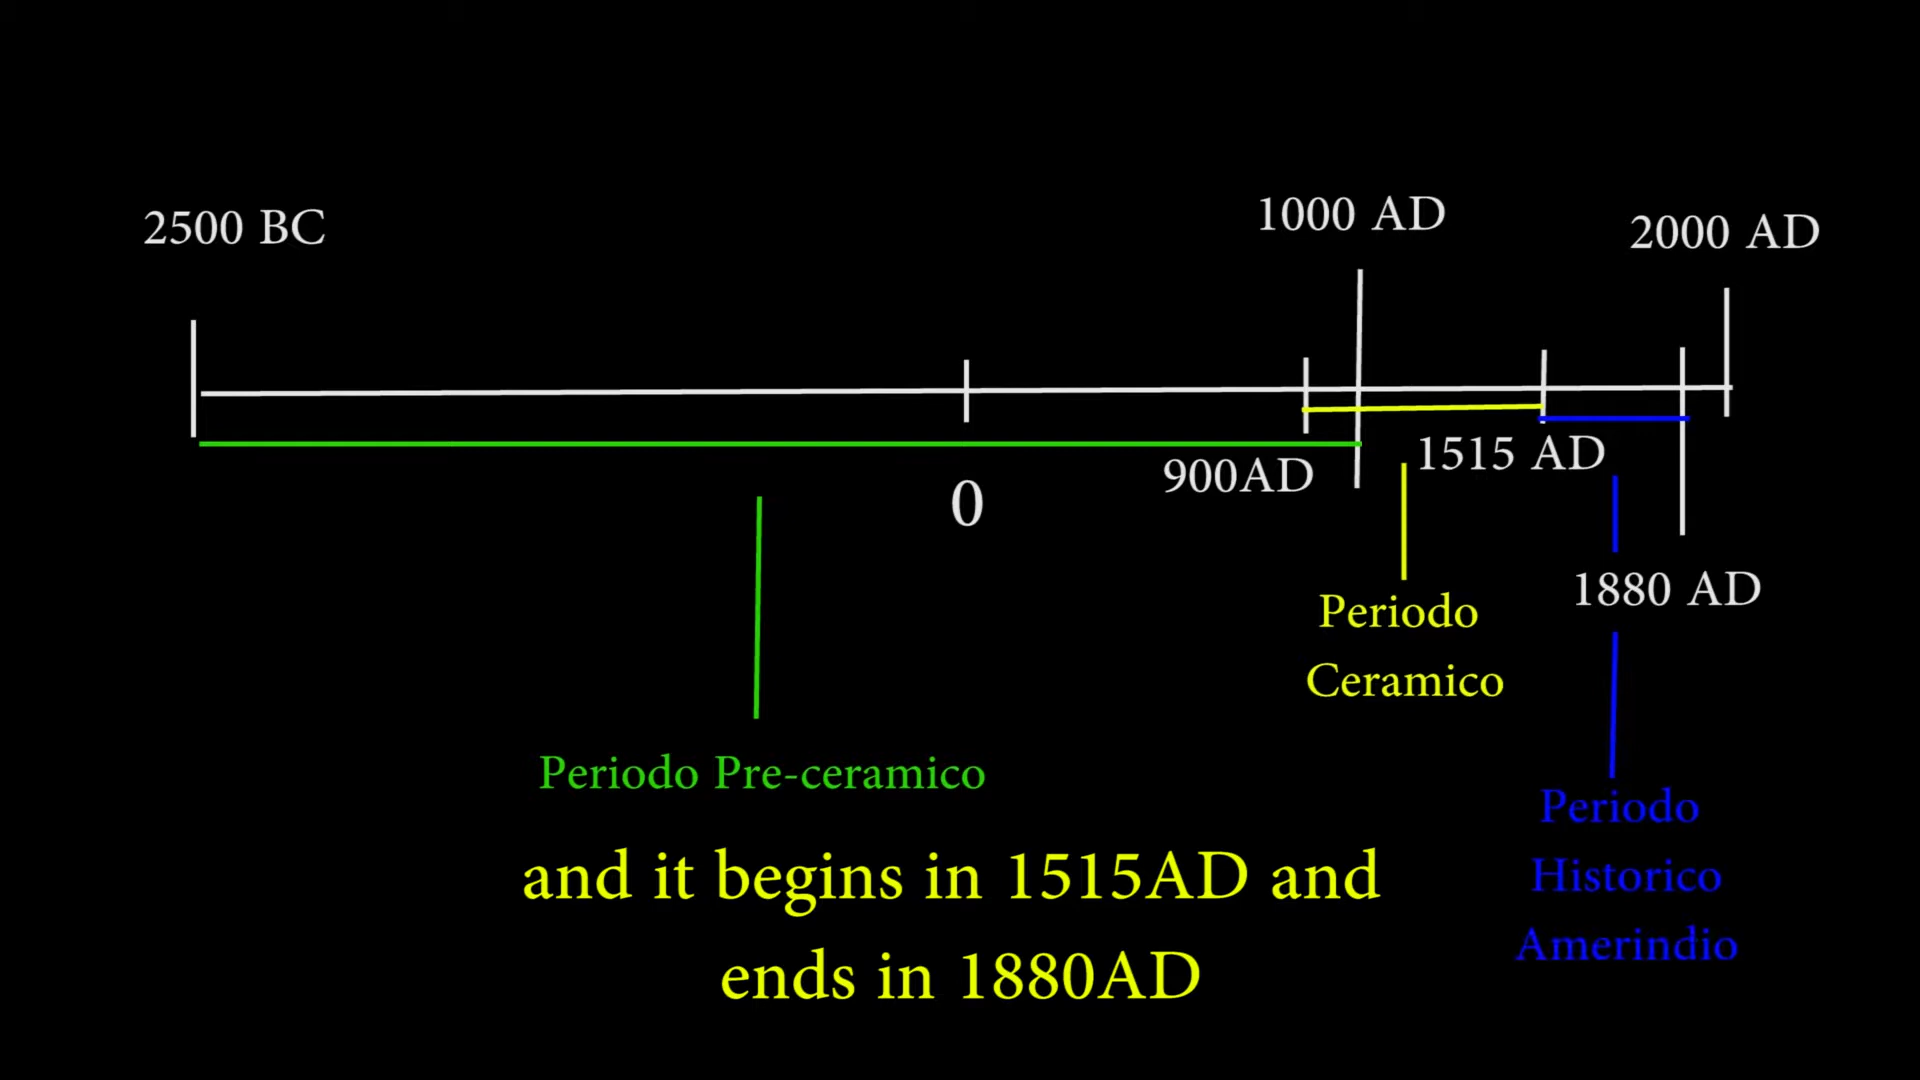 2500 BC
1000 AD
2000 AD
0
900AD
1515 AD
1880 AD
Periodo
Ceramico
Periodo Pre-ceramico
Periodo
Historico
Amerindio
and it begins in 1515AD and
ends in 1880AD